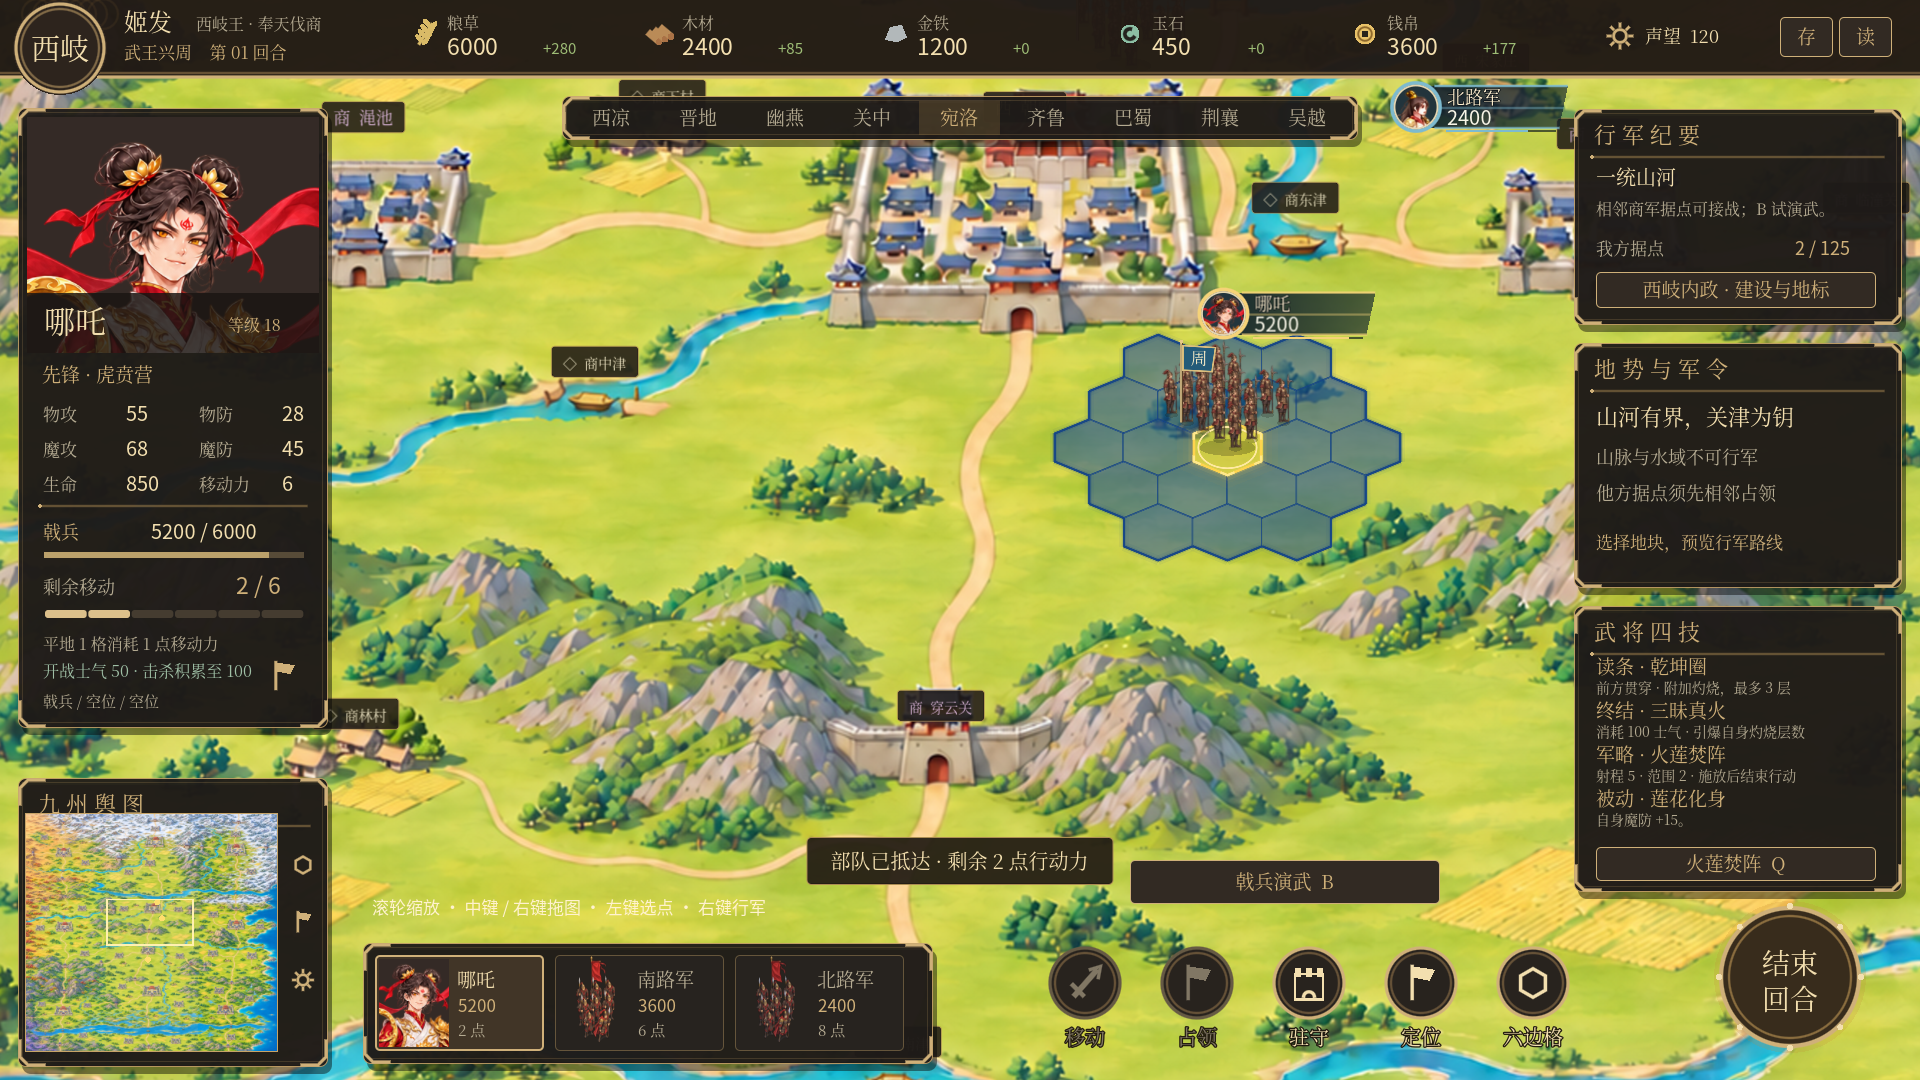 西岐
姬发 西岐王 · 奉天伐商
武王兴周 第 01 回合
粮草
6000 +280
木材
2400 +85
金铁
1200 +0
玉石
450 +0
钱帛
3600 +177
声望 120
存 读
商 渑池
西凉 晋地 幽燕 关中 宛洛 齐鲁 巴蜀 荆襄 吴越
北路军
2400
商东津
商中津
哪吒
5200
周
商 穿云关
商林村
哪吒 等级 18
先锋 · 虎贲营
物攻 55 物防 28
魔攻 68 魔防 45
生命 850 移动力 6
戟兵 5200 / 6000
剩余移动 2 / 6
平地 1 格消耗 1 点移动力
开战士气 50 · 击杀积累至 100
戟兵 / 空位 / 空位
九州舆图
行军纪要
一统山河
相邻商军据点可接战；B 试演武。
我方据点 2 / 125
西岐内政 · 建设与地标
地势与军令
山河有界，关津为钥
山脉与水域不可行军
他方据点须先相邻占领
选择地块，预览行军路线
武将四技
读条 · 乾坤圈
前方贯穿 · 附加灼烧，最多 3 层
终结 · 三昧真火
消耗 100 士气 · 引爆自身灼烧层数
军略 · 火莲焚阵
射程 5 · 范围 2 · 施放后结束行动
被动 · 莲花化身
自身魔防 +15。
火莲焚阵 Q
部队已抵达 · 剩余 2 点行动力
戟兵演武 B
滚轮缩放 · 中键 / 右键拖图 · 左键选点 · 右键行军
哪吒
5200
2 点
南路军
3600
6 点
北路军
2400
8 点
移动 占领 驻守 定位 六边格
结束
回合